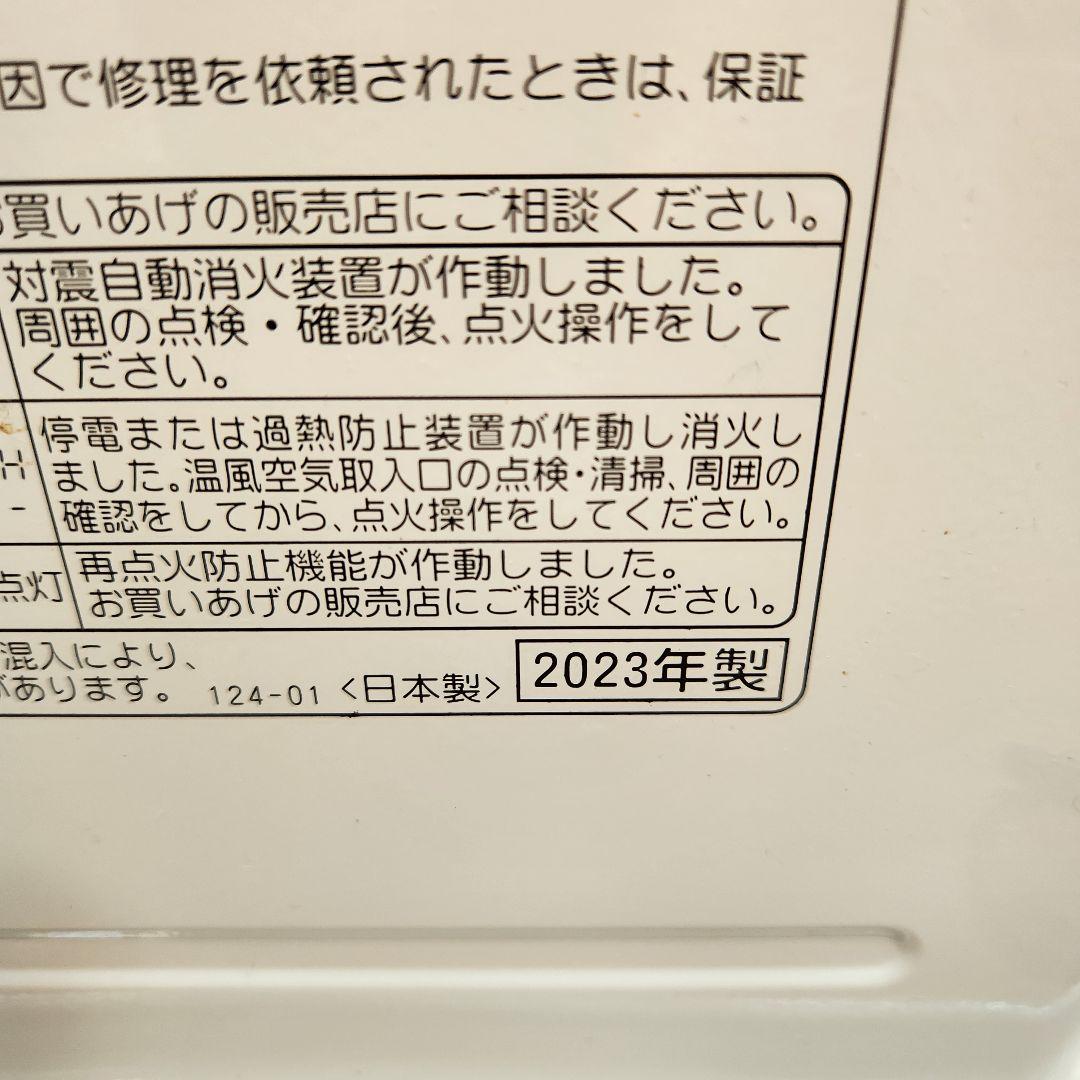 因で修理を依頼されたときは、保証
お買いあげの販売店にご相談ください。
対震自動消火装置が作動しました。
周囲の点検・確認後、点火操作をして
ください。
停電または過熱防止装置が作動し消火し
H
ました。温風空気取入口の点検・清掃、周囲の
-
確認をしてから、点火操作をしてください。
点灯
再点火防止機能が作動しました。
お買いあげの販売店にご相談ください。
混入により、
があります。 124-01 <日本製> 2023年製